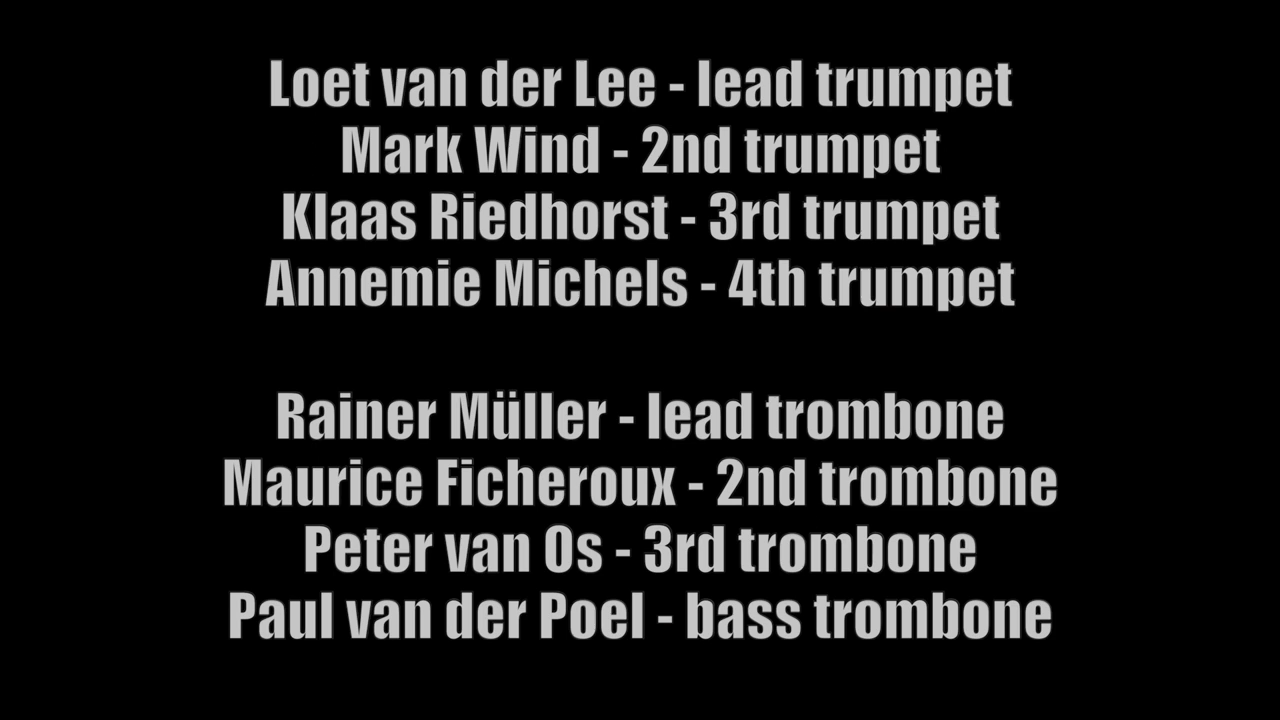 Loet van der Lee - lead trumpet
Mark Wind - 2nd trumpet
Klaas Riedhorst - 3rd trumpet
Annemie Michels - 4th trumpet
Rainer Müller - lead trombone
Maurice Ficheroux - 2nd trombone
Peter van Os - 3rd trombone
Paul van der Poel - bass trombone